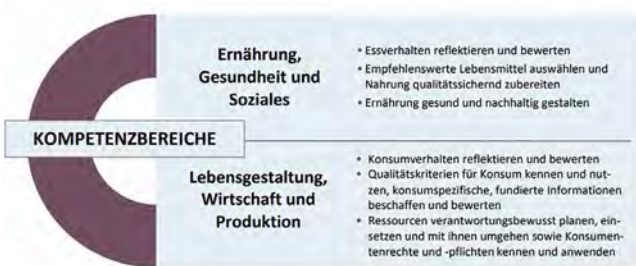 Ernährung,
Gesundheit und
Soziales
• Essverhalten reflektieren und bewerten
• Empfehlenswerte Lebensmittel auswählen und
Nahrung qualitätssichernd zubereiten
• Ernährung gesund und nachhaltig gestalten
KOMPETENZBEREICHE
Lebensgestaltung,
Wirtschaft und
Produktion
• Konsumverhalten reflektieren und bewerten
• Qualitätskriterien für Konsum kennen und nut-
zen, konsumspezifische, fundierte Informationen
beschaffen und bewerten
• Ressourcen verantwortungsbewusst planen, ein-
setzen und mit ihnen umgehen sowie Konsumen-
tenrechte und -pflichten kennen und anwenden